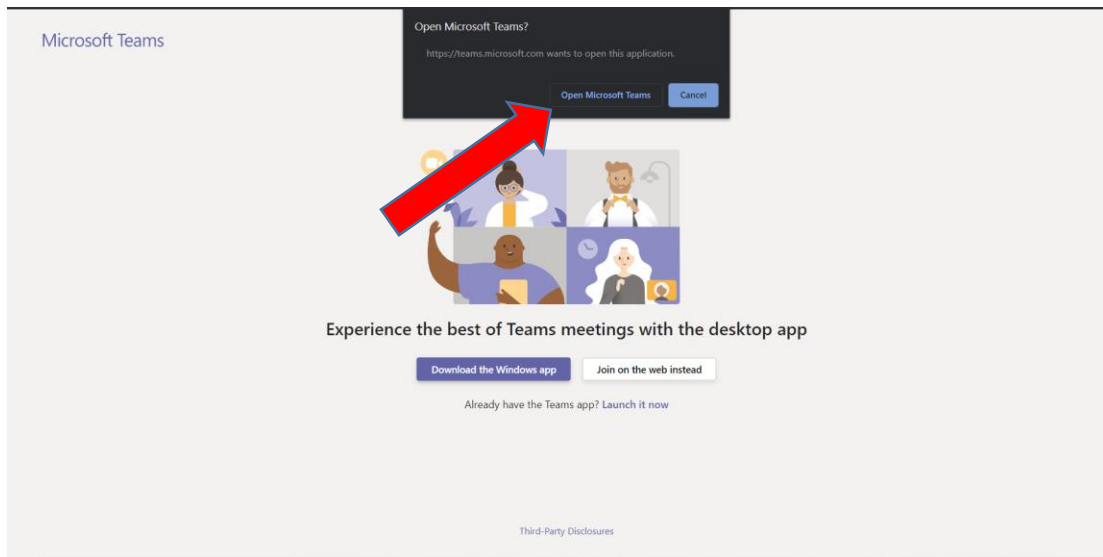 Microsoft Teams
Open Microsoft Teams?
https://teams.microsoft.com wants to open this application.
Open Microsoft Teams Cancel
Experience the best of Teams meetings with the desktop app
Download the Windows app Join on the web instead
Already have the Teams app? Launch it now
Third-Party Disclosures